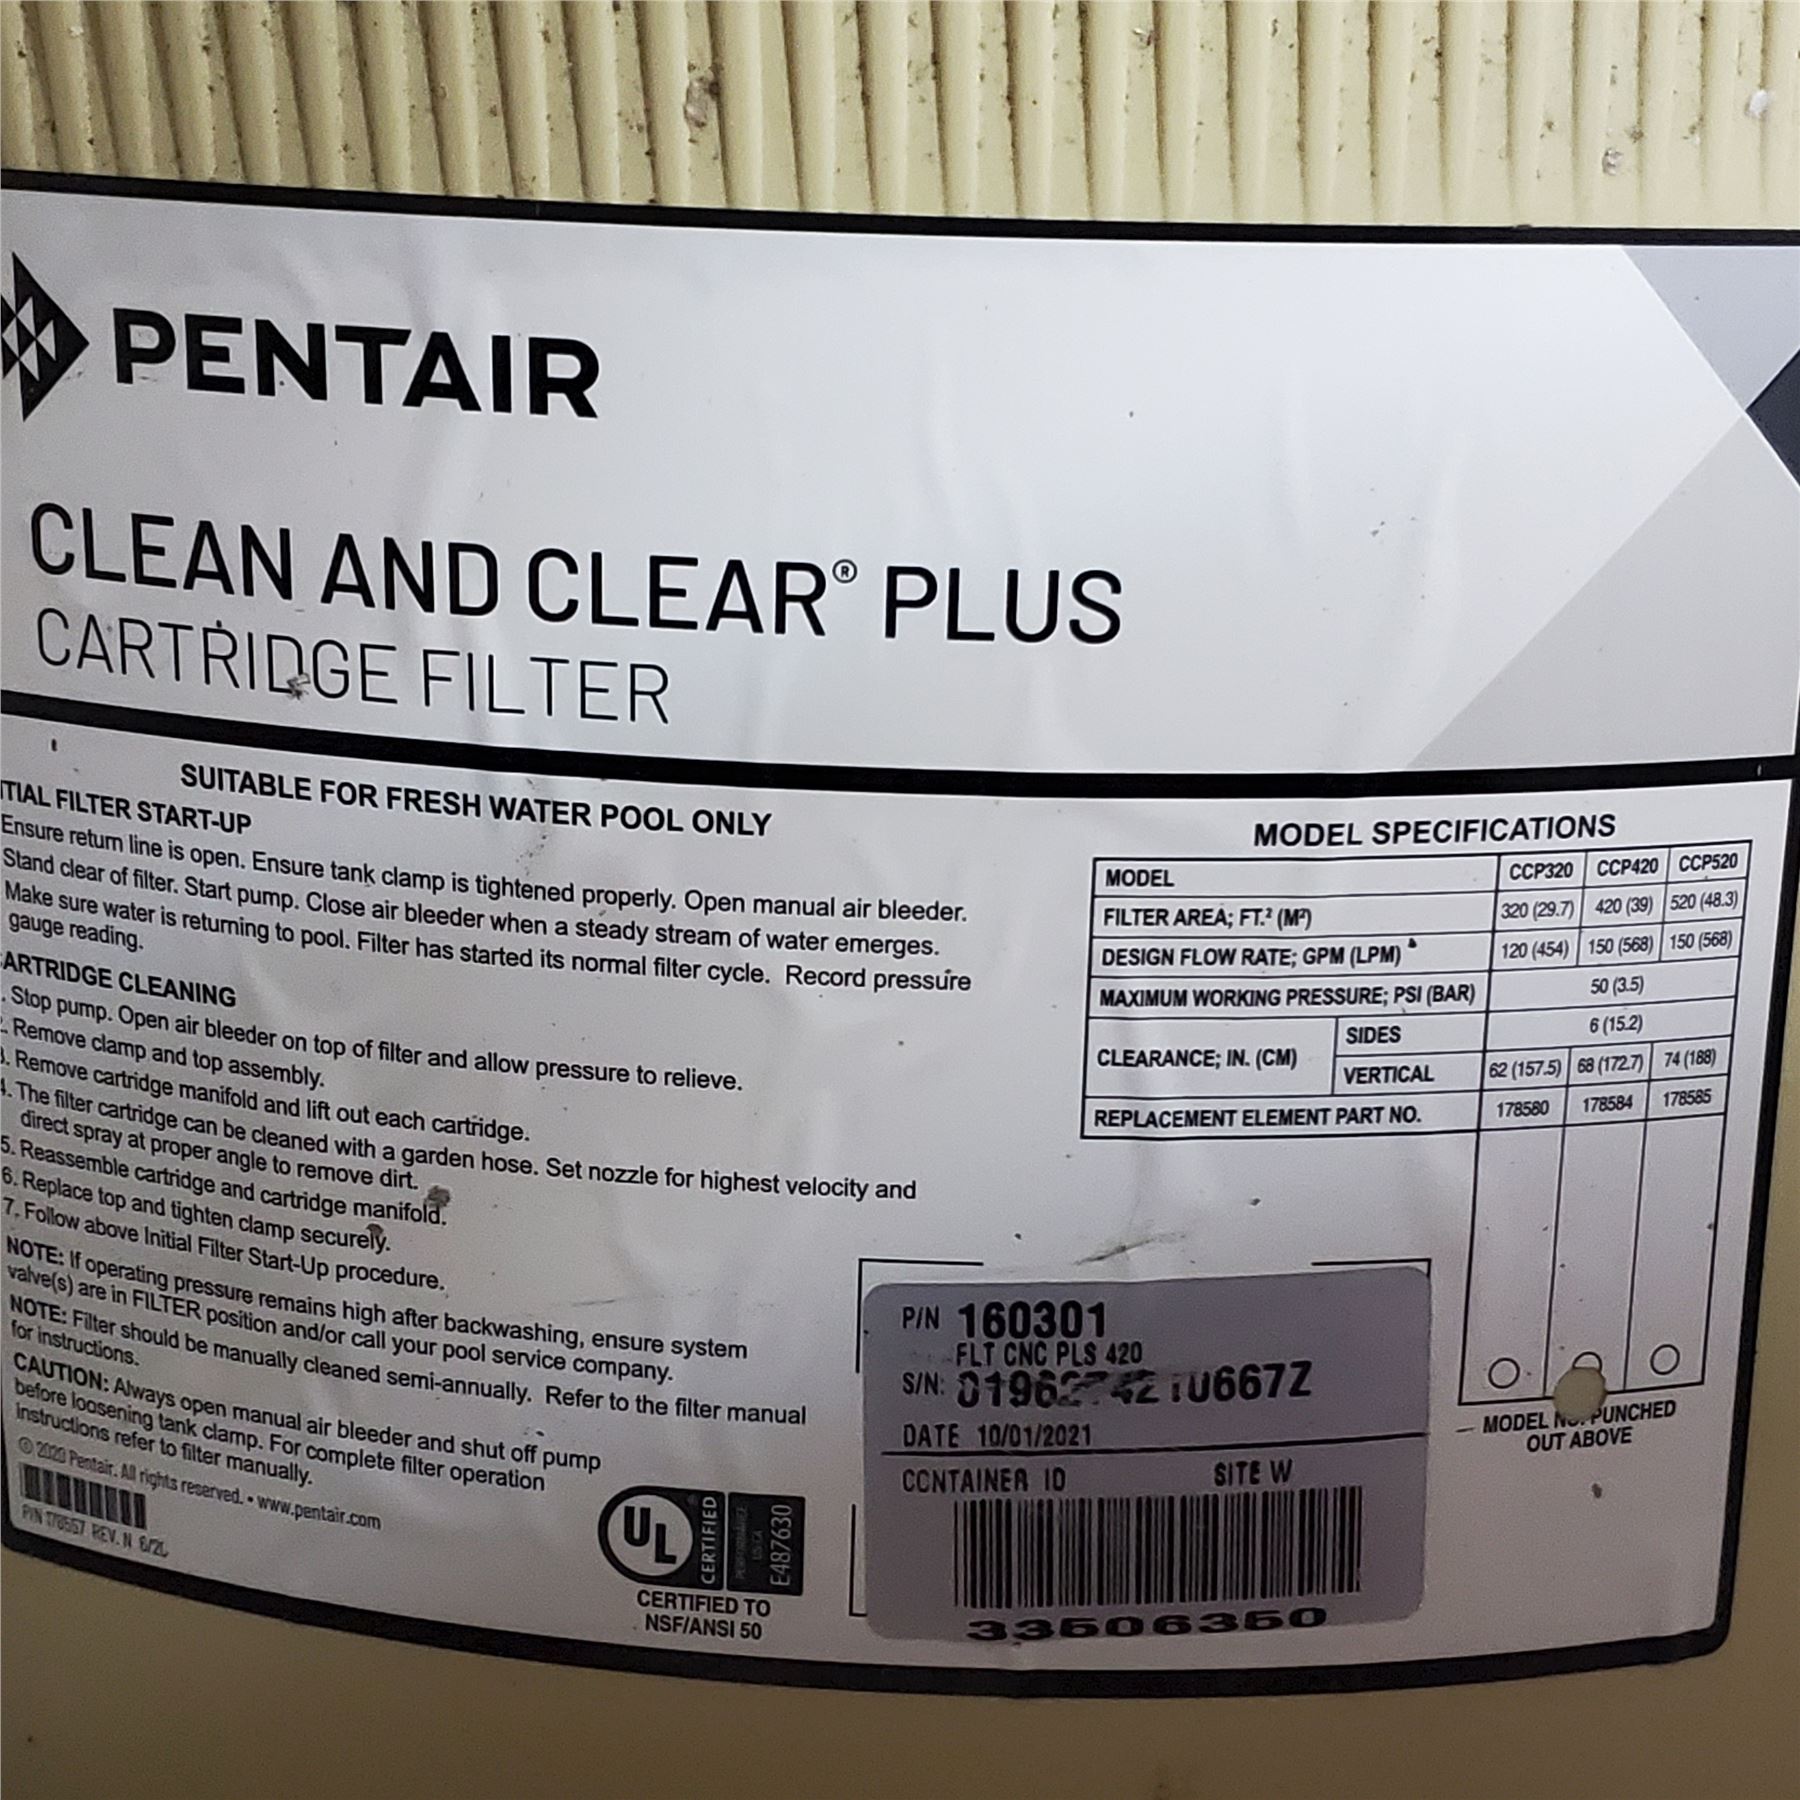 PENTAIR
CLEAN AND CLEAR® PLUS
CARTRIDGE FILTER
SUITABLE FOR FRESH WATER POOL ONLY
ITIAL FILTER START-UP
Ensure return line is open. Ensure tank clamp is tightened properly. Open manual air bleeder.
Stand clear of filter. Start pump. Close air bleeder when a steady stream of water emerges.
Make sure water is returning to pool. Filter has started its normal filter cycle. Record pressure
gauge reading.
CARTRIDGE CLEANING
. Stop pump. Open air bleeder on top of filter and allow pressure to relieve.
2. Remove clamp and top assembly.
3. Remove cartridge manifold and lift out each cartridge.
4. The filter cartridge can be cleaned with a garden hose. Set nozzle for highest velocity and
direct spray at proper angle to remove dirt.
5. Reassemble cartridge and cartridge manifold.
6. Replace top and tighten clamp securely.
7. Follow above Initial Filter Start-Up procedure.
NOTE: If operating pressure remains high after backwashing, ensure system
valve(s) are in FILTER position and/or call your pool service company.
NOTE: Filter should be manually cleaned semi-annually. Refer to the filter manual
for instructions.
CAUTION: Always open manual air bleeder and shut off pump
before loosening tank clamp. For complete filter operation
instructions refer to filter manually.
© 2020 Pentair. All rights reserved. • www.pentair.com
P/N 178557 REV. N 6/2
UL CERTIFIED
PERFORMANCE
US CA
E487630
CERTIFIED TO
NSF/ANSI 50
MODEL SPECIFICATIONS
MODEL CCP320 CCP420 CCP520
FILTER AREA; FT.² (M²) 320 (29.7) 420 (39) 520 (48.3)
DESIGN FLOW RATE; GPM (LPM) 120 (454) 150 (568) 150 (568)
MAXIMUM WORKING PRESSURE; PSI (BAR) 50 (3.5)
CLEARANCE; IN. (CM) SIDES 6 (15.2)
VERTICAL 62 (157.5) 68 (172.7) 74 (188)
REPLACEMENT ELEMENT PART NO. 178580 178584 178585
MODEL NO. PUNCHED
OUT ABOVE
P/N 160301
FLT CNC PLS 420
S/N:
DATE 10/01/2021
CONTAINER ID SITE W
33506350